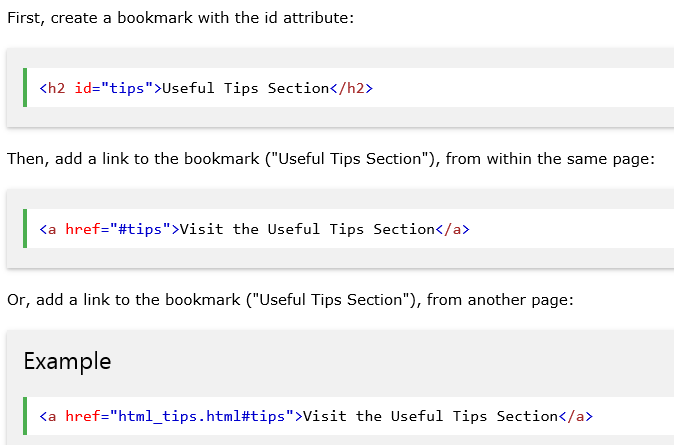 First, create a bookmark with the id attribute:
<h2 id="tips">Useful Tips Section</h2>
Then, add a link to the bookmark ("Useful Tips Section"), from within the same page:
<a href="#tips">Visit the Useful Tips Section</a>
Or, add a link to the bookmark ("Useful Tips Section"), from another page:
Example
<a href="html_tips.html#tips">Visit the Useful Tips Section</a>